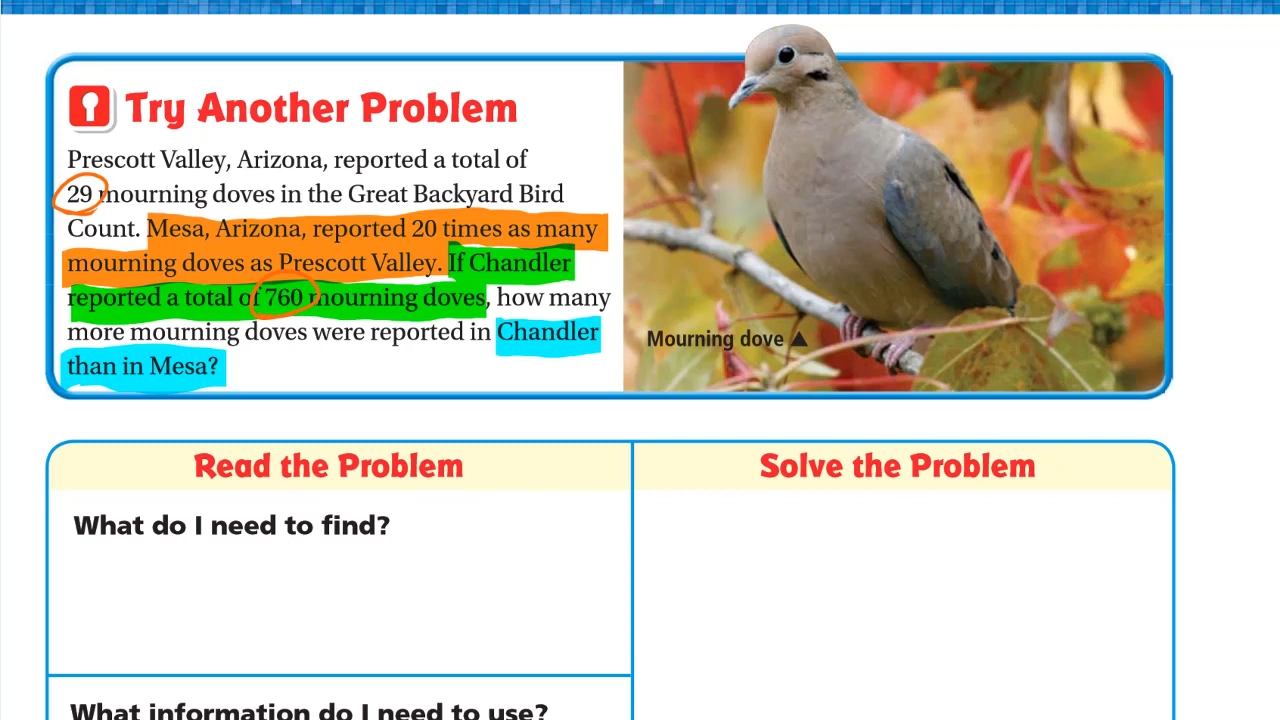 Try Another Problem
Prescott Valley, Arizona, reported a total of
29 mourning doves in the Great Backyard Bird
Count. Mesa, Arizona, reported 20 times as many
mourning doves as Prescott Valley. If Chandler
reported a total of 760 mourning doves, how many
more mourning doves were reported in Chandler
than in Mesa?
Mourning dove ▲
Read the Problem
Solve the Problem
What do I need to find?
What information do I need to use?